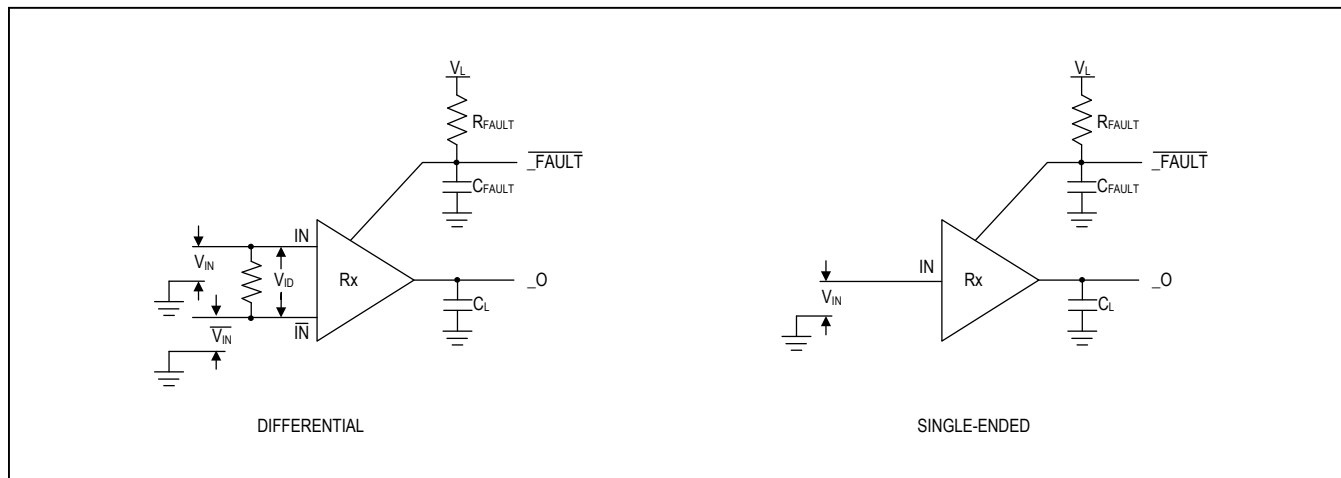 VL
RFAULT
_FAULT
CFAULT
IN
VIN
VID
Rx
_O
CL
IN
VIN
DIFFERENTIAL
VL
RFAULT
_FAULT
CFAULT
IN
Rx
_O
VIN
CL
SINGLE-ENDED